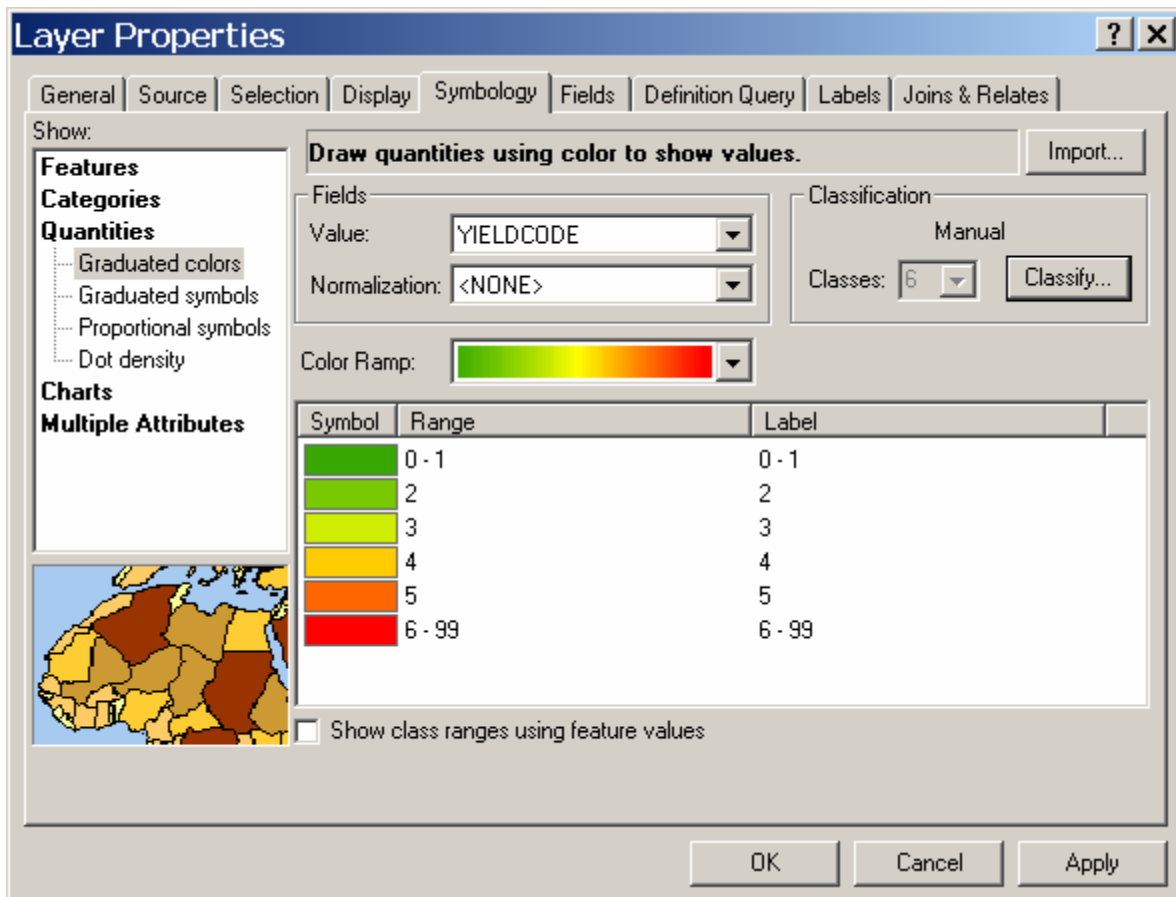 Layer Properties
General Source Selection Display Symbology Fields Definition Query Labels Joins & Relates
Show:
Features
Categories
Quantities
Graduated colors
Graduated symbols
Proportional symbols
Dot density
Charts
Multiple Attributes
Draw quantities using color to show values.
Import...
Fields
Value: YIELDCODE
Normalization: <NONE>
Classification
Manual
Classes: 6 Classify...
Color Ramp:
Symbol Range Label
0 - 1 0 - 1
2 2
3 3
4 4
5 5
6 - 99 6 - 99
Show class ranges using feature values
OK Cancel Apply